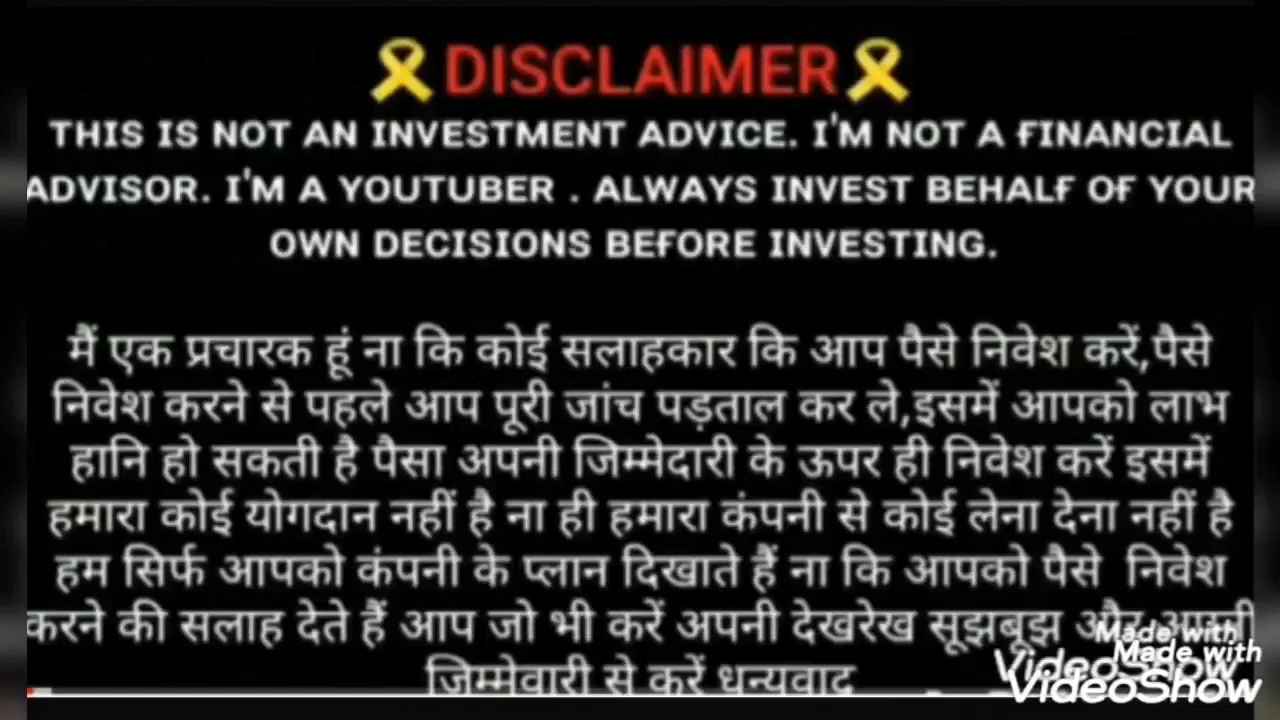 🎗DISCLAIMER🎗
THIS IS NOT AN INVESTMENT ADVICE. I'M NOT A FINANCIAL
ADVISOR. I'M A YOUTUBER . ALWAYS INVEST BEHALF OF YOUR
OWN DECISIONS BEFORE INVESTING.
मैं एक प्रचारक हूं ना कि कोई सलाहकार कि आप पैसे निवेश करें,पैसे
निवेश करने से पहले आप पूरी जांच पड़ताल कर ले,इसमें आपको लाभ
हानि हो सकती है पैसा अपनी जिम्मेदारी के ऊपर ही निवेश करें इसमें
हमारा कोई योगदान नहीं है ना ही हमारा कंपनी से कोई लेना देना नहीं है
हम सिर्फ आपको कंपनी के प्लान दिखाते हैं ना कि आपको पैसे निवेश
करने की सलाह देते हैं आप जो भी करें अपनी देखरेख सूझबूझ और अपनी
जिम्मेवारी से करें धन्यवाद
Made with
Made with
VideoShow
VideoShow